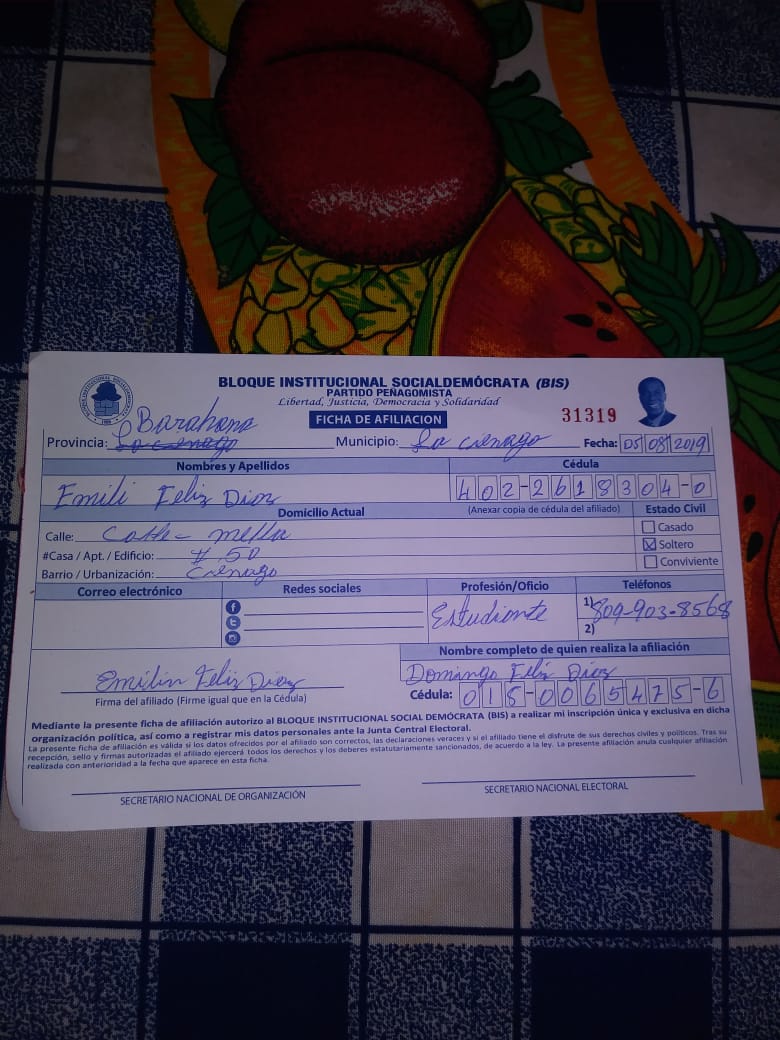 BLOQUE INSTITUCIONAL SOCIALDEMÓCRATA (BIS)
PARTIDO PEÑAGOMISTA
Libertad, Justicia, Democracia y Solidaridad
FICHA DE AFILIACION
31319
Barahona
Provincia: La cienago Municipio: La cienago Fecha: 05 08 2019
Nombres y Apellidos Cédula
Emili Feliz Diaz 402-2618304-0
Domicilio Actual (Anexar copia de cédula del afiliado) Estado Civil
Calle: Calle - mella Casado
#Casa / Apt. / Edificio: # 50 Soltero
Barrio / Urbanización: Cienago Conviviente
Correo electrónico Redes sociales Profesión/Oficio Teléfonos
Estudiante 1) 809-903-8568
2)
Nombre completo de quien realiza la afiliación
Emilin Feliz Diaz Domingo Feliz Diaz
Firma del afiliado (Firme igual que en la Cédula) Cédula: 018-0065475-6
Mediante la presente ficha de afiliación autorizo al BLOQUE INSTITUCIONAL SOCIAL DEMÓCRATA (BIS) a realizar mi inscripción única y exclusiva en dicha
organización política, así como a registrar mis datos personales ante la Junta Central Electoral.
La presente ficha de afiliación es válida si los datos ofrecidos por el afiliado son correctos, las declaraciones veraces y si el afiliado tiene el disfrute de sus derechos civiles y políticos. Tras su
recepción, sello y firmas autorizadas el afiliado ejercerá todos los derechos y los deberes estatutariamente sancionados, de acuerdo a la ley. La presente afiliación anula cualquier afiliación
realizada con anterioridad a la fecha que aparece en esta ficha.
SECRETARIO NACIONAL DE ORGANIZACIÓN SECRETARIO NACIONAL ELECTORAL